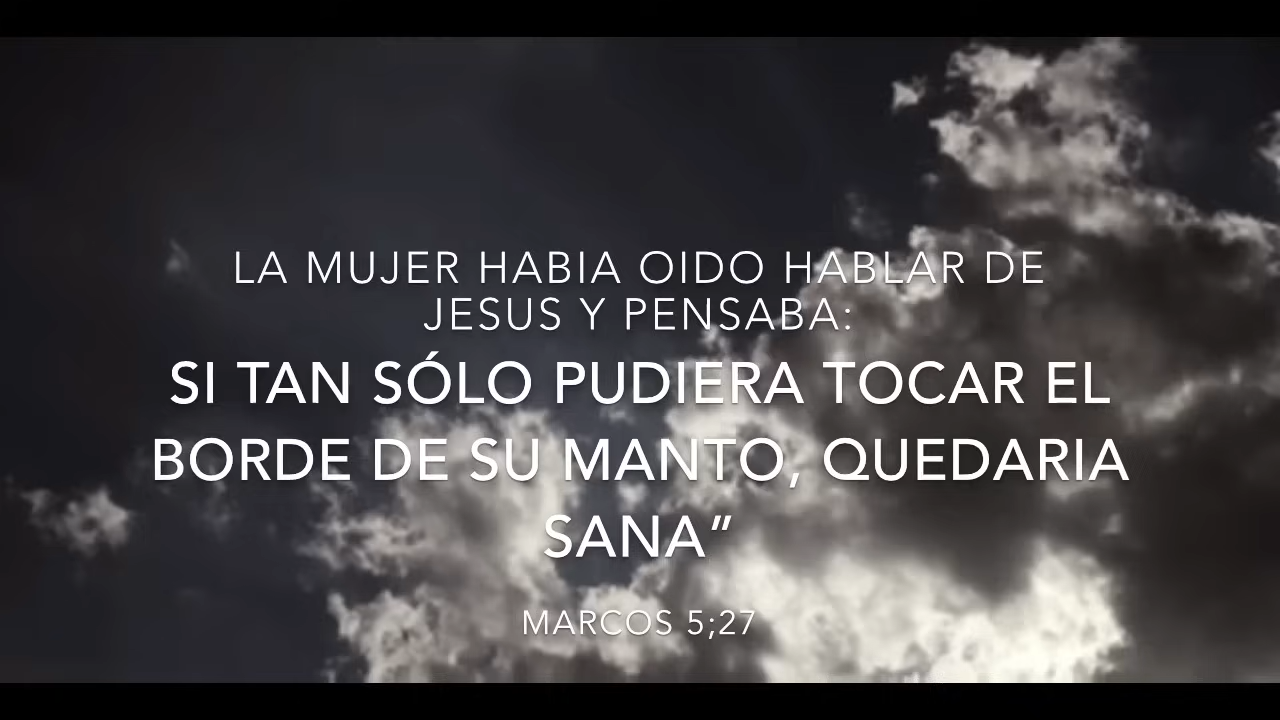 LA MUJER HABIA OIDO HABLAR DE
JESUS Y PENSABA:
SI TAN SÓLO PUDIERA TOCAR EL
BORDE DE SU MANTO, QUEDARIA
SANA”
MARCOS 5;27